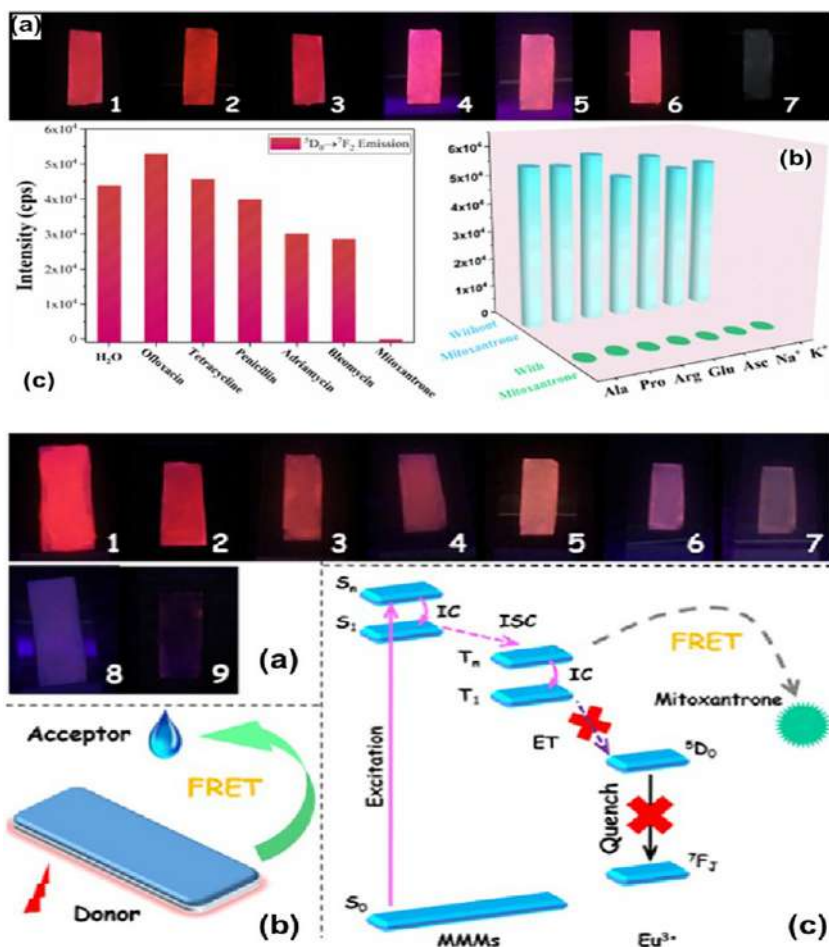 (a)
1 2 3 4 5 6 7
6x10⁴
5x10⁴
4x10⁴
3x10⁴
2x10⁴
1x10⁴
0
Intensity (cps)
⁵D₀→⁷F₂ Emission
H₂O
Ofloxacin
Tetracycline
Penicillin
Adriamycin
Bleomycin
Mitoxantrone
(c)
(b)
6x10⁴
5x10⁴
4x10⁴
3x10⁴
2x10⁴
1x10⁴
0
Without
Mitoxantrone
With
Mitoxantrone
Ala
Pro
Arg
Glu
Asc
Na⁺
K⁺
1 2 3 4 5 6 7
8 9
(a)
Acceptor
FRET
Donor
(b)
Sₙ
IC
S₁
ISC
Tₙ
IC
T₁
FRET
Mitoxantrone
ET
⁵D₀
Excitation
Quench
⁷F_J
S₀
MMMs
Eu³⁺
(c)